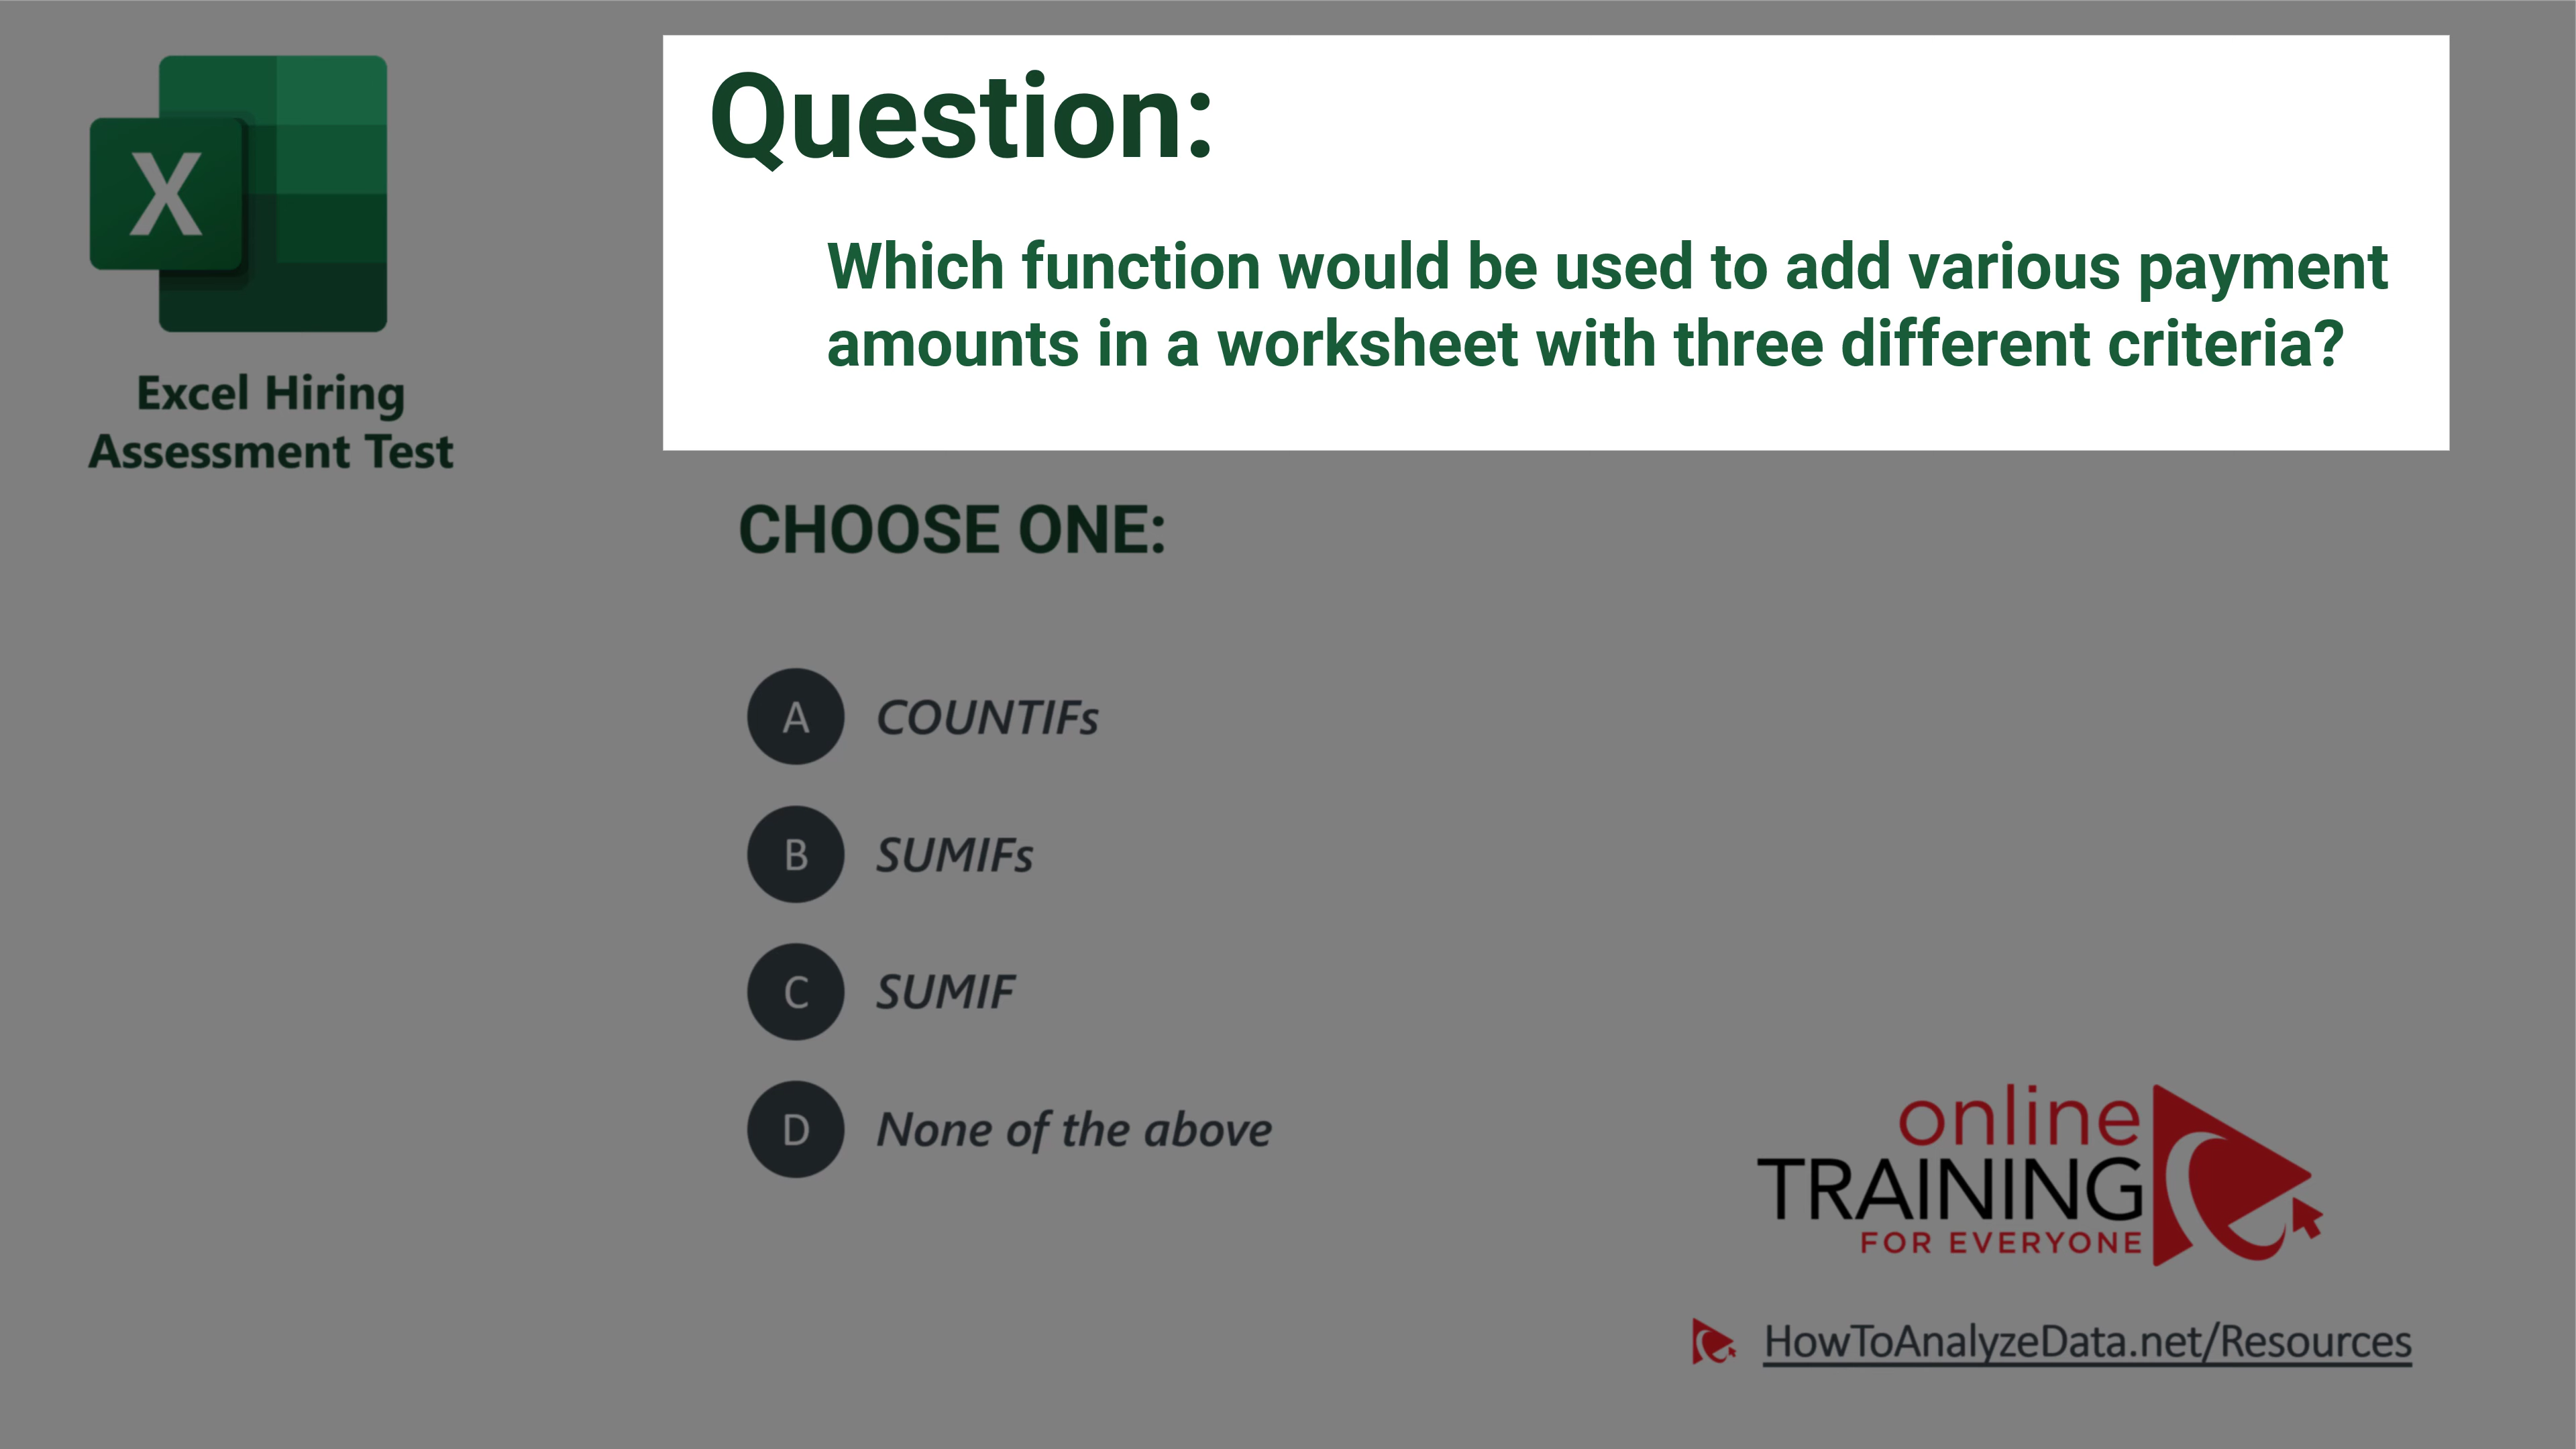 X
Excel Hiring
Assessment Test
Question:
Which function would be used to add various payment
amounts in a worksheet with three different criteria?
CHOOSE ONE:
A COUNTIFs
B SUMIFs
C SUMIF
D None of the above
online
TRAINING
FOR EVERYONE
HowToAnalyzeData.net/Resources